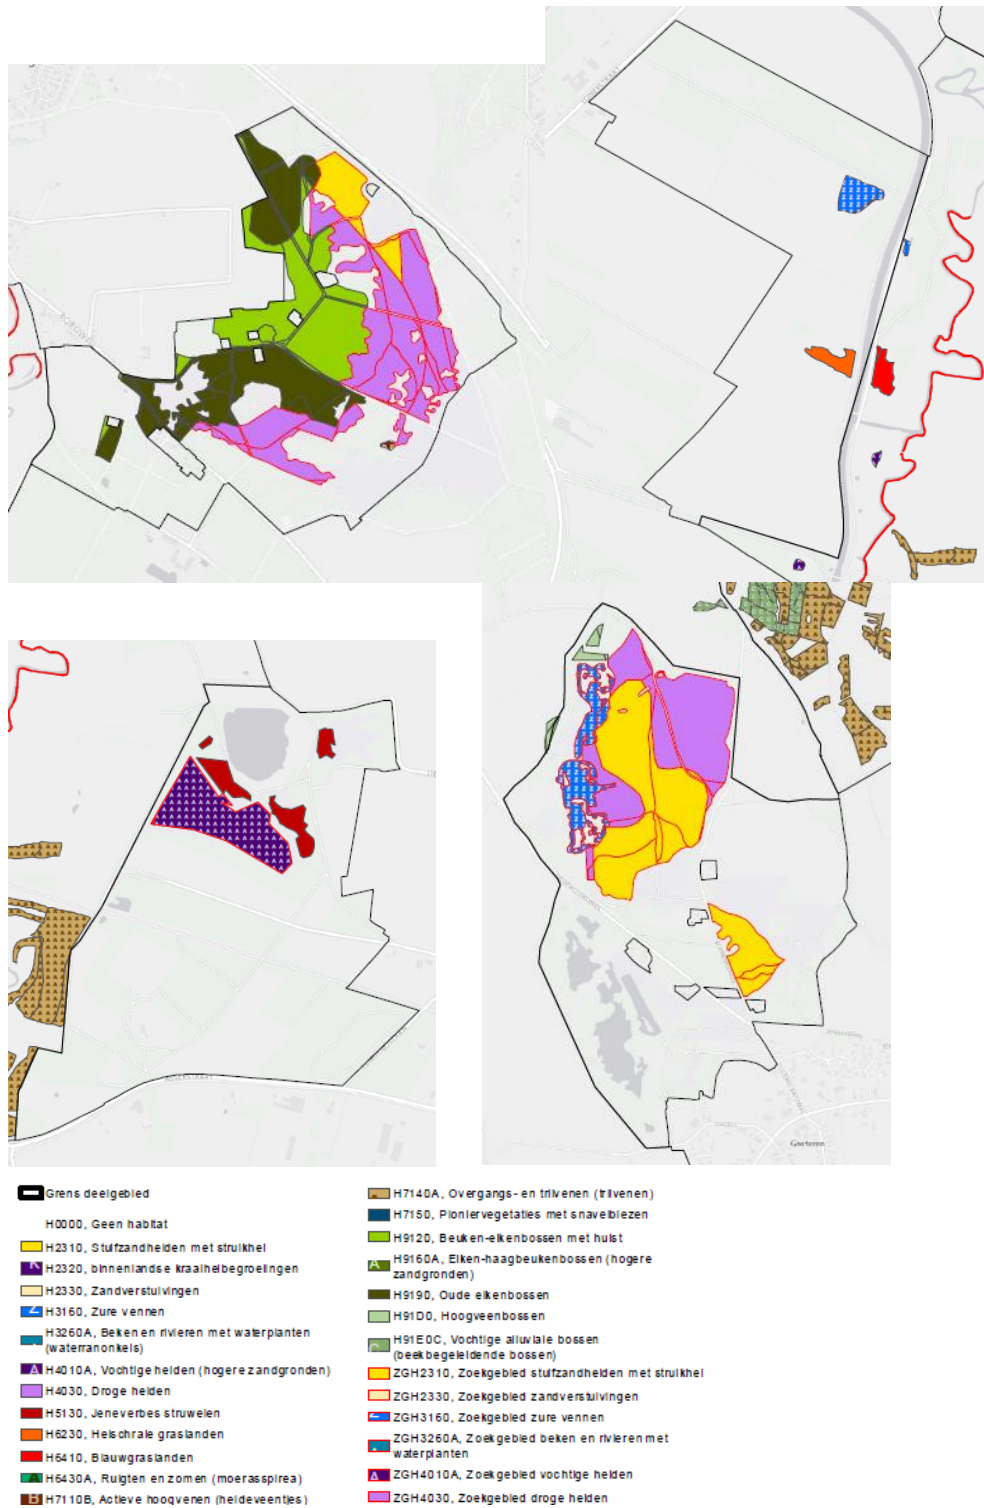 Grens deelgebied
H0000, Geen habitat
H2310, Stuifzandheiden met struikhei
H2320, binnenlandse kraaiheibegroeiingen
H2330, Zandverstuivingen
H3160, Zure vennen
H3260A, Beken en rivieren met waterplanten
(waterranonkels)
H4010A, Vochtige heiden (hogere zandgronden)
H4030, Droge heiden
H5130, Jeneverbes struwelen
H6230, Heischrale graslanden
H6410, Blauwgraslanden
H6430A, Ruigten en zomen (moerasspirea)
H7110B, Actieve hoogvenen (heideveentjes)
H7140A, Overgangs- en trilvenen (trilvenen)
H7150, Pioniervegetaties met snavelbiezen
H9120, Beuken-eikenbossen met hulst
H9160A, Eiken-haagbeukenbossen (hogere
zandgronden)
H9190, Oude eikenbossen
H91D0, Hoogveenbossen
H91E0C, Vochtige alluviale bossen
(beekbegeleidende bossen)
ZGH2310, Zoekgebied stuifzandheiden met struikhei
ZGH2330, Zoekgebied zandverstuivingen
ZGH3160, Zoekgebied zure vennen
ZGH3260A, Zoekgebied beken en rivieren met
waterplanten
ZGH4010A, Zoekgebied vochtige heiden
ZGH4030, Zoekgebied droge heiden